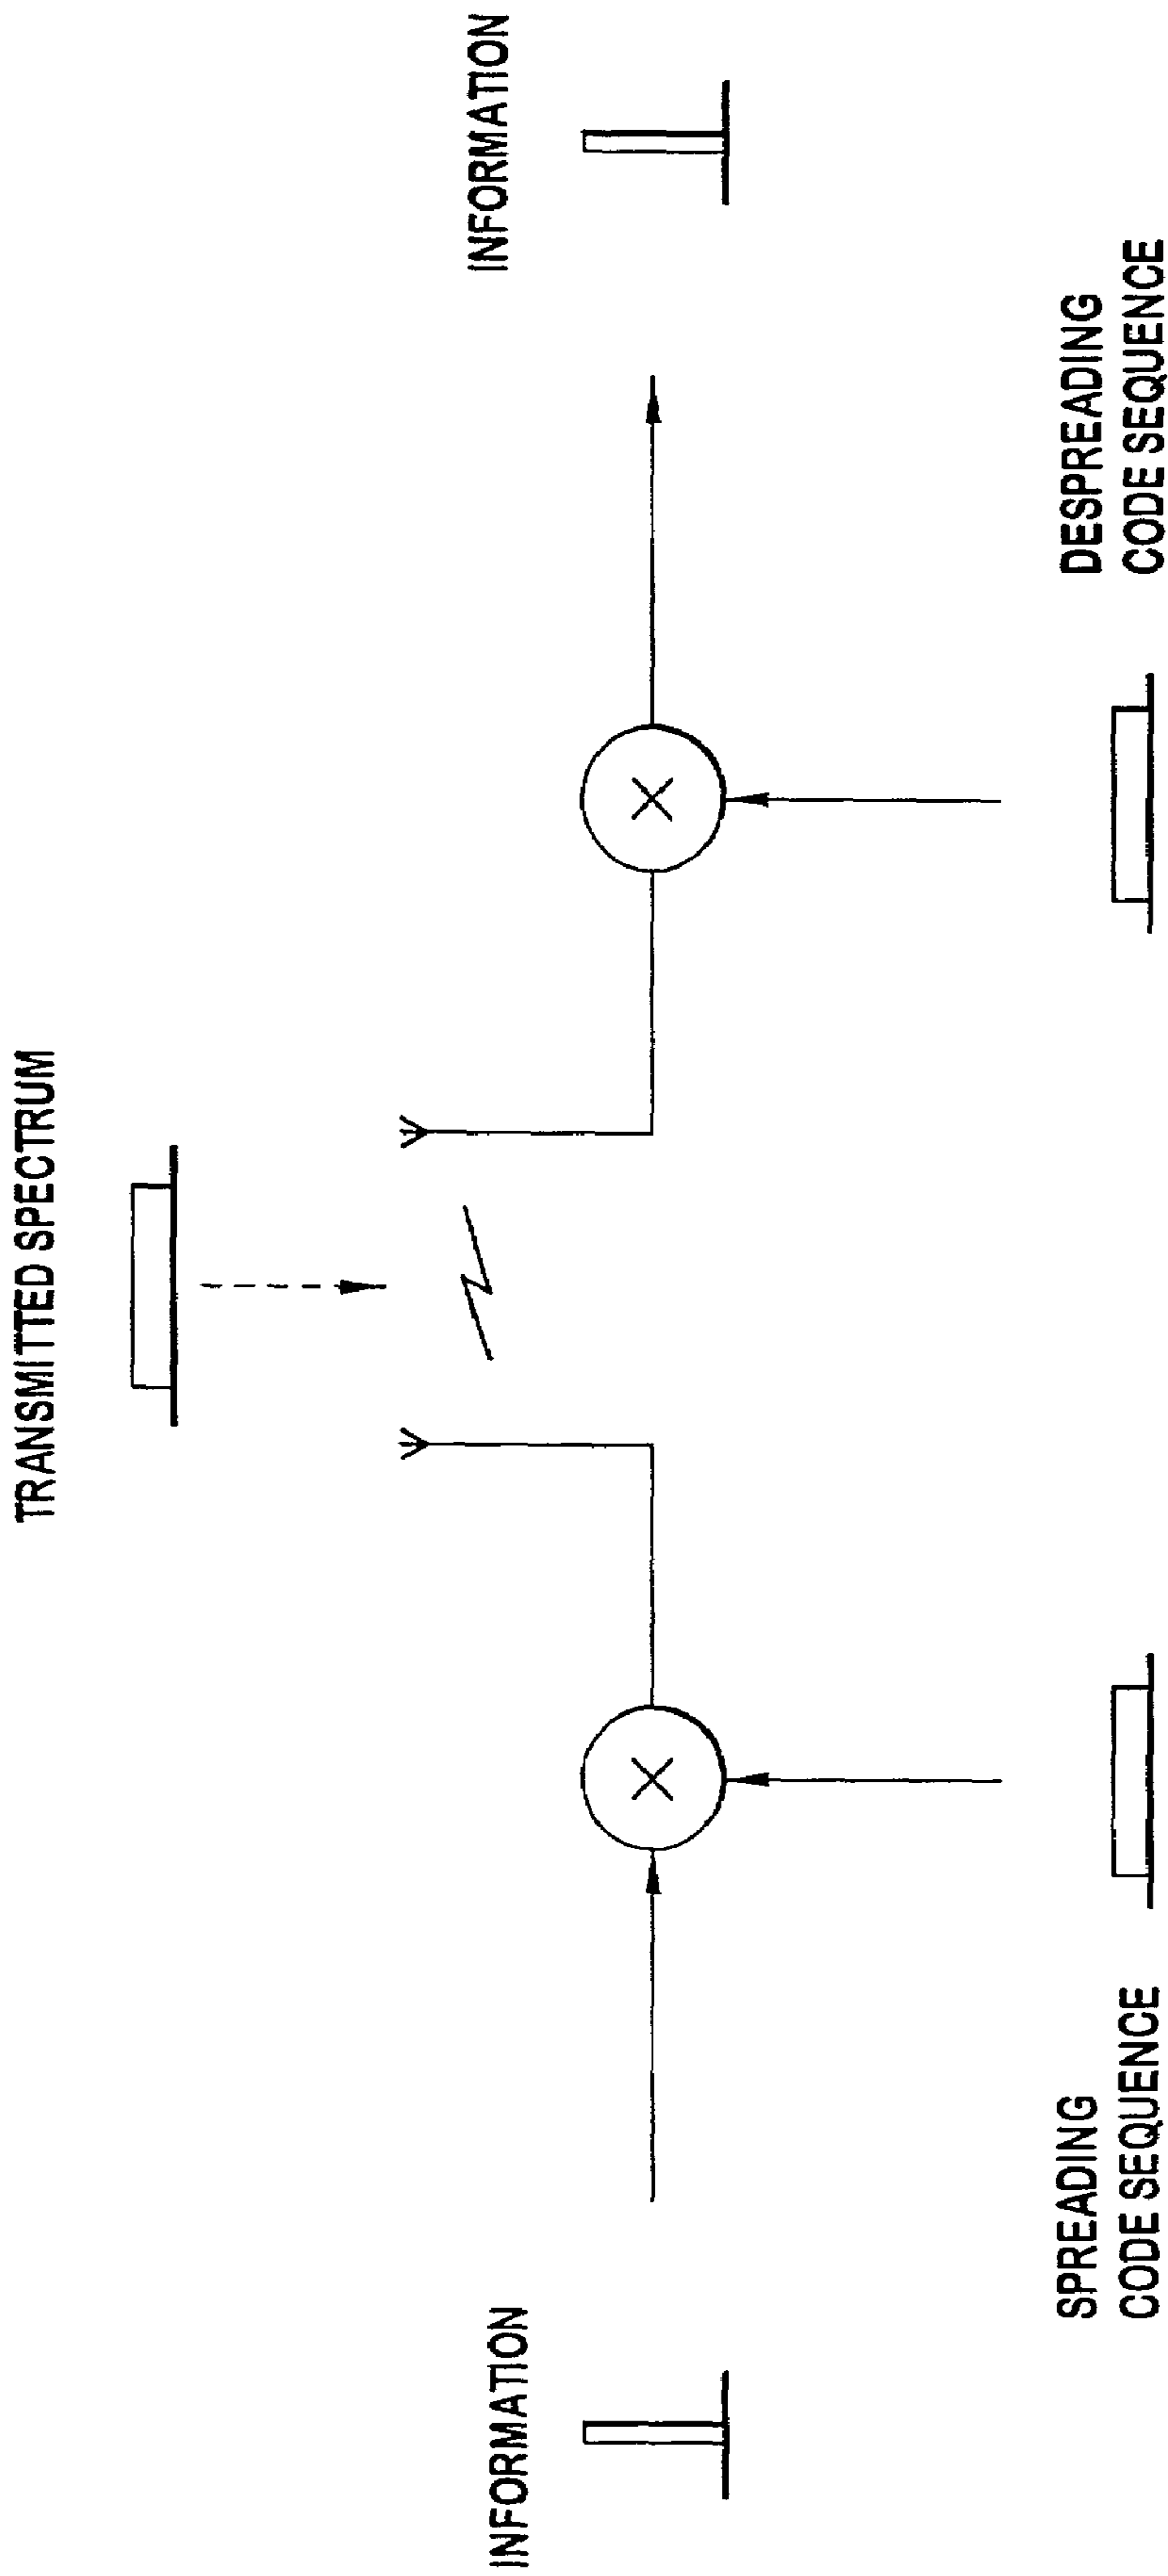 TRANSMITTED SPECTRUM
INFORMATION
INFORMATION
SPREADING
CODE SEQUENCE
DESPREADING
CODE SEQUENCE